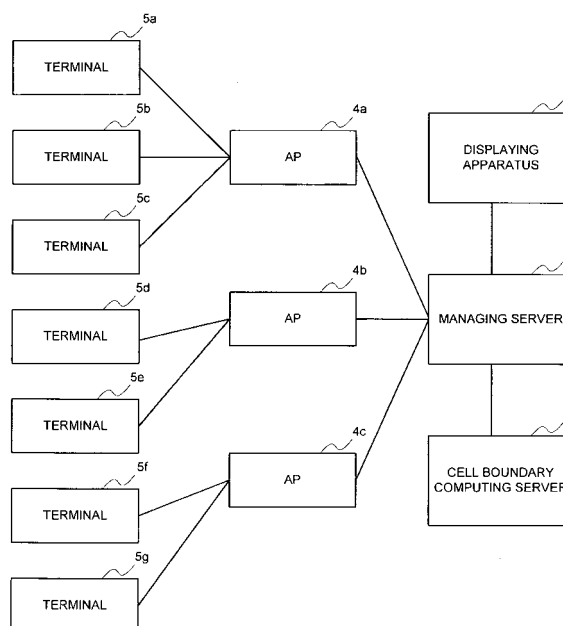 5a
TERMINAL
5b
TERMINAL
5c
TERMINAL
5d
TERMINAL
5e
TERMINAL
5f
TERMINAL
5g
TERMINAL
4a
AP
4b
AP
4c
AP
DISPLAYING
APPARATUS
MANAGING SERVER
CELL BOUNDARY
COMPUTING SERVER